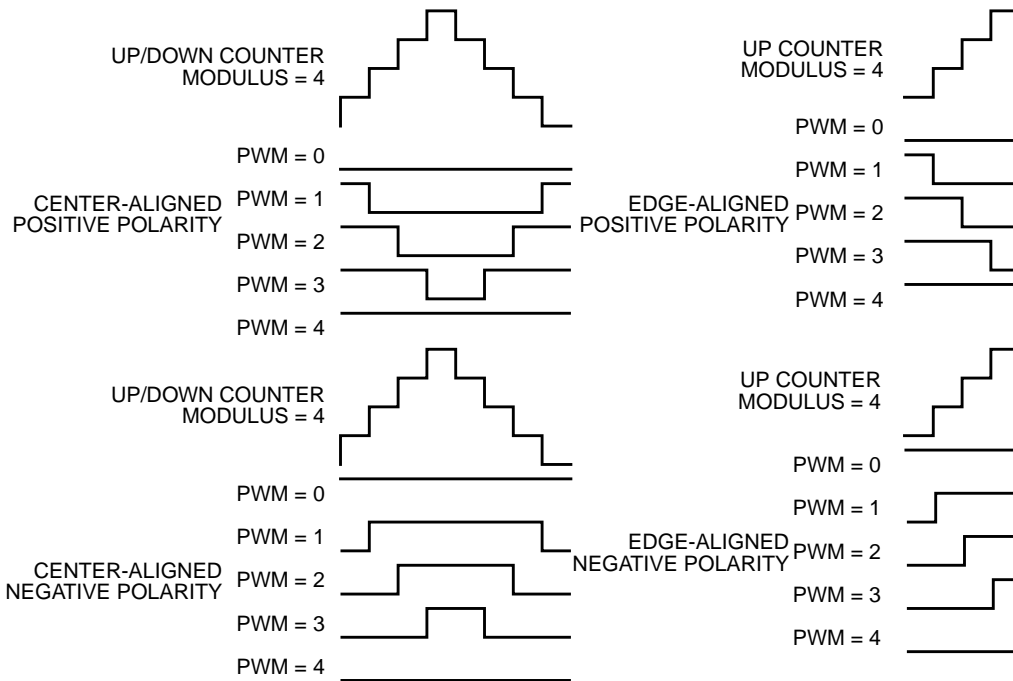 UP/DOWN COUNTER
MODULUS = 4
PWM = 0
CENTER-ALIGNED
POSITIVE POLARITY
PWM = 1
PWM = 2
PWM = 3
PWM = 4
UP COUNTER
MODULUS = 4
PWM = 0
EDGE-ALIGNED
POSITIVE POLARITY
PWM = 1
PWM = 2
PWM = 3
PWM = 4
UP/DOWN COUNTER
MODULUS = 4
PWM = 0
PWM = 1
CENTER-ALIGNED
NEGATIVE POLARITY
PWM = 2
PWM = 3
PWM = 4
UP COUNTER
MODULUS = 4
PWM = 0
PWM = 1
EDGE-ALIGNED
NEGATIVE POLARITY
PWM = 2
PWM = 3
PWM = 4